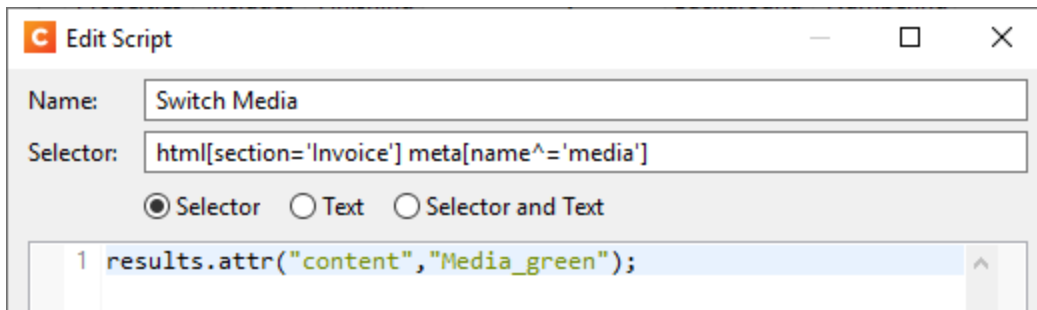 C Edit Script
Name: Switch Media
Selector: html[section='Invoice'] meta[name^='media']
Selector Text Selector and Text
1 results.attr("content","Media_green");